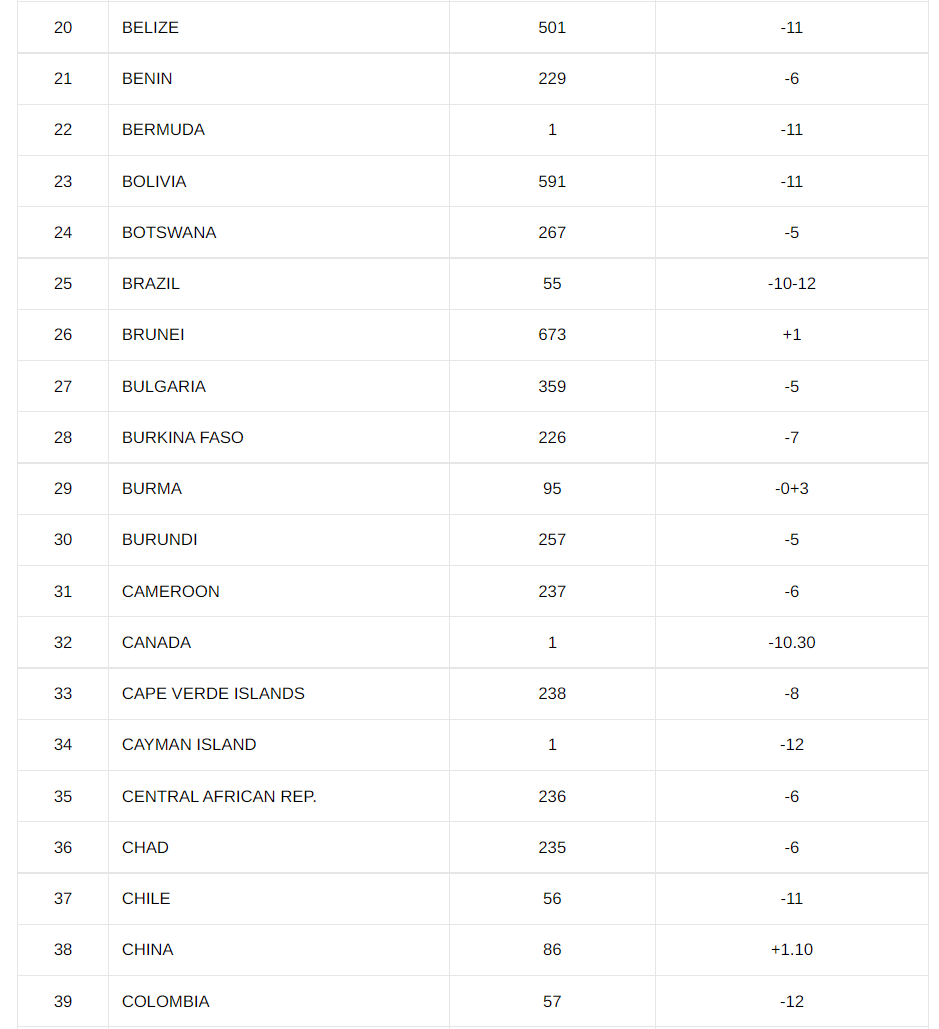 20 BELIZE 501 -11
21 BENIN 229 -6
22 BERMUDA 1 -11
23 BOLIVIA 591 -11
24 BOTSWANA 267 -5
25 BRAZIL 55 -10-12
26 BRUNEI 673 +1
27 BULGARIA 359 -5
28 BURKINA FASO 226 -7
29 BURMA 95 -0+3
30 BURUNDI 257 -5
31 CAMEROON 237 -6
32 CANADA 1 -10.30
33 CAPE VERDE ISLANDS 238 -8
34 CAYMAN ISLAND 1 -12
35 CENTRAL AFRICAN REP. 236 -6
36 CHAD 235 -6
37 CHILE 56 -11
38 CHINA 86 +1.10
39 COLOMBIA 57 -12